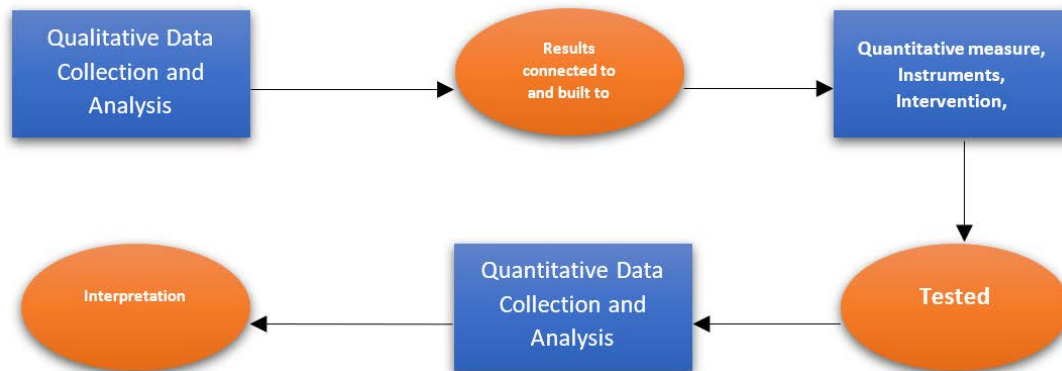 Qualitative Data
Collection and
Analysis
Results
connected to
and built to
Quantitative measure,
Instruments,
Intervention,
Interpretation
Quantitative Data
Collection and
Analysis
Tested